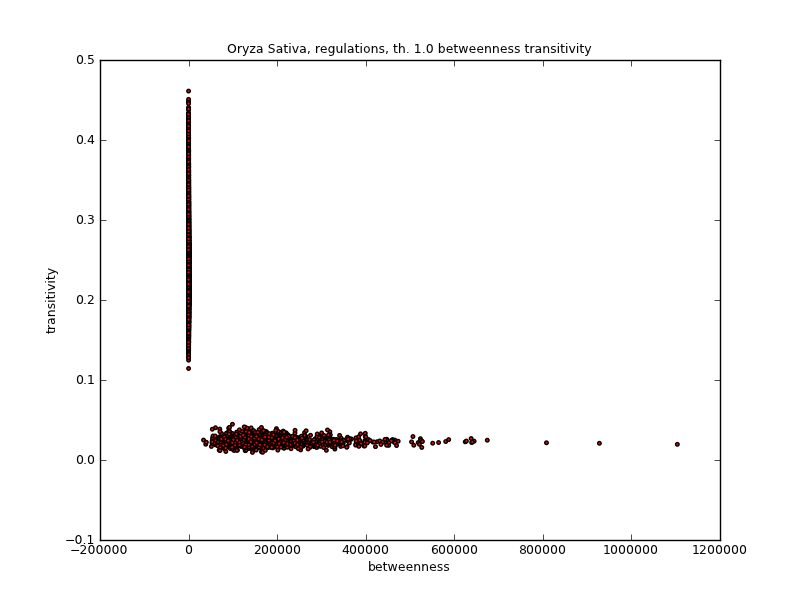 Oryza Sativa, regulations, th. 1.0 betweenness transitivity
0.5
0.4
0.3
0.2
0.1
0.0
−0.1
transitivity
−200000 0 200000 400000 600000 800000 1000000 1200000
betweenness